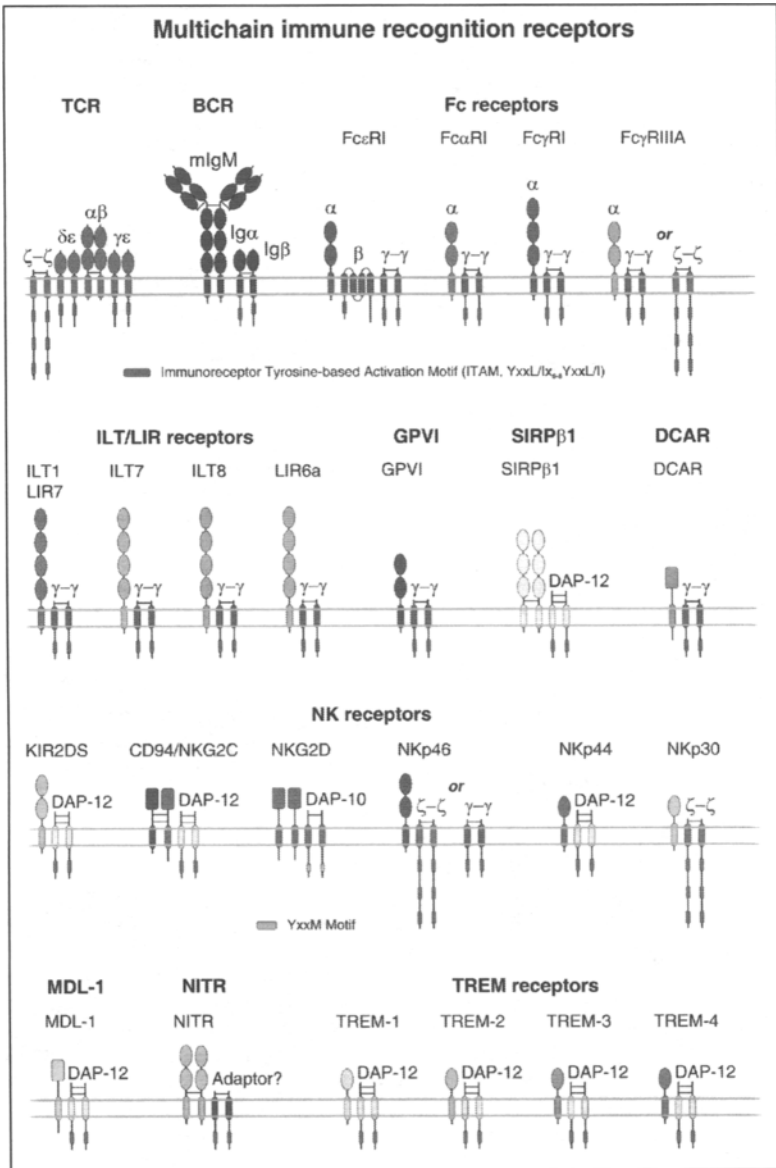 Multichain immune recognition receptors
TCR BCR Fc receptors
FcεRI FcαRI FcγRI FcγRIIIA
mIgM
αβ
δε γε
ζ–ζ
Igα
Igβ
α β γ–γ
α γ–γ
α γ–γ
α γ–γ or ζ–ζ
Immunoreceptor Tyrosine-based Activation Motif (ITAM, YxxL/Ix₆₋₈YxxL/I)
ILT/LIR receptors GPVI SIRPβ1 DCAR
ILT1 ILT7 ILT8 LIR6a GPVI SIRPβ1 DCAR
LIR7
γ–γ γ–γ γ–γ γ–γ γ–γ DAP-12 γ–γ
NK receptors
KIR2DS CD94/NKG2C NKG2D NKp46 NKp44 NKp30
DAP-12 DAP-12 DAP-10 ζ–ζ or γ–γ DAP-12 ζ–ζ
YxxM Motif
MDL-1 NITR TREM receptors
MDL-1 NITR TREM-1 TREM-2 TREM-3 TREM-4
DAP-12 Adaptor? DAP-12 DAP-12 DAP-12 DAP-12